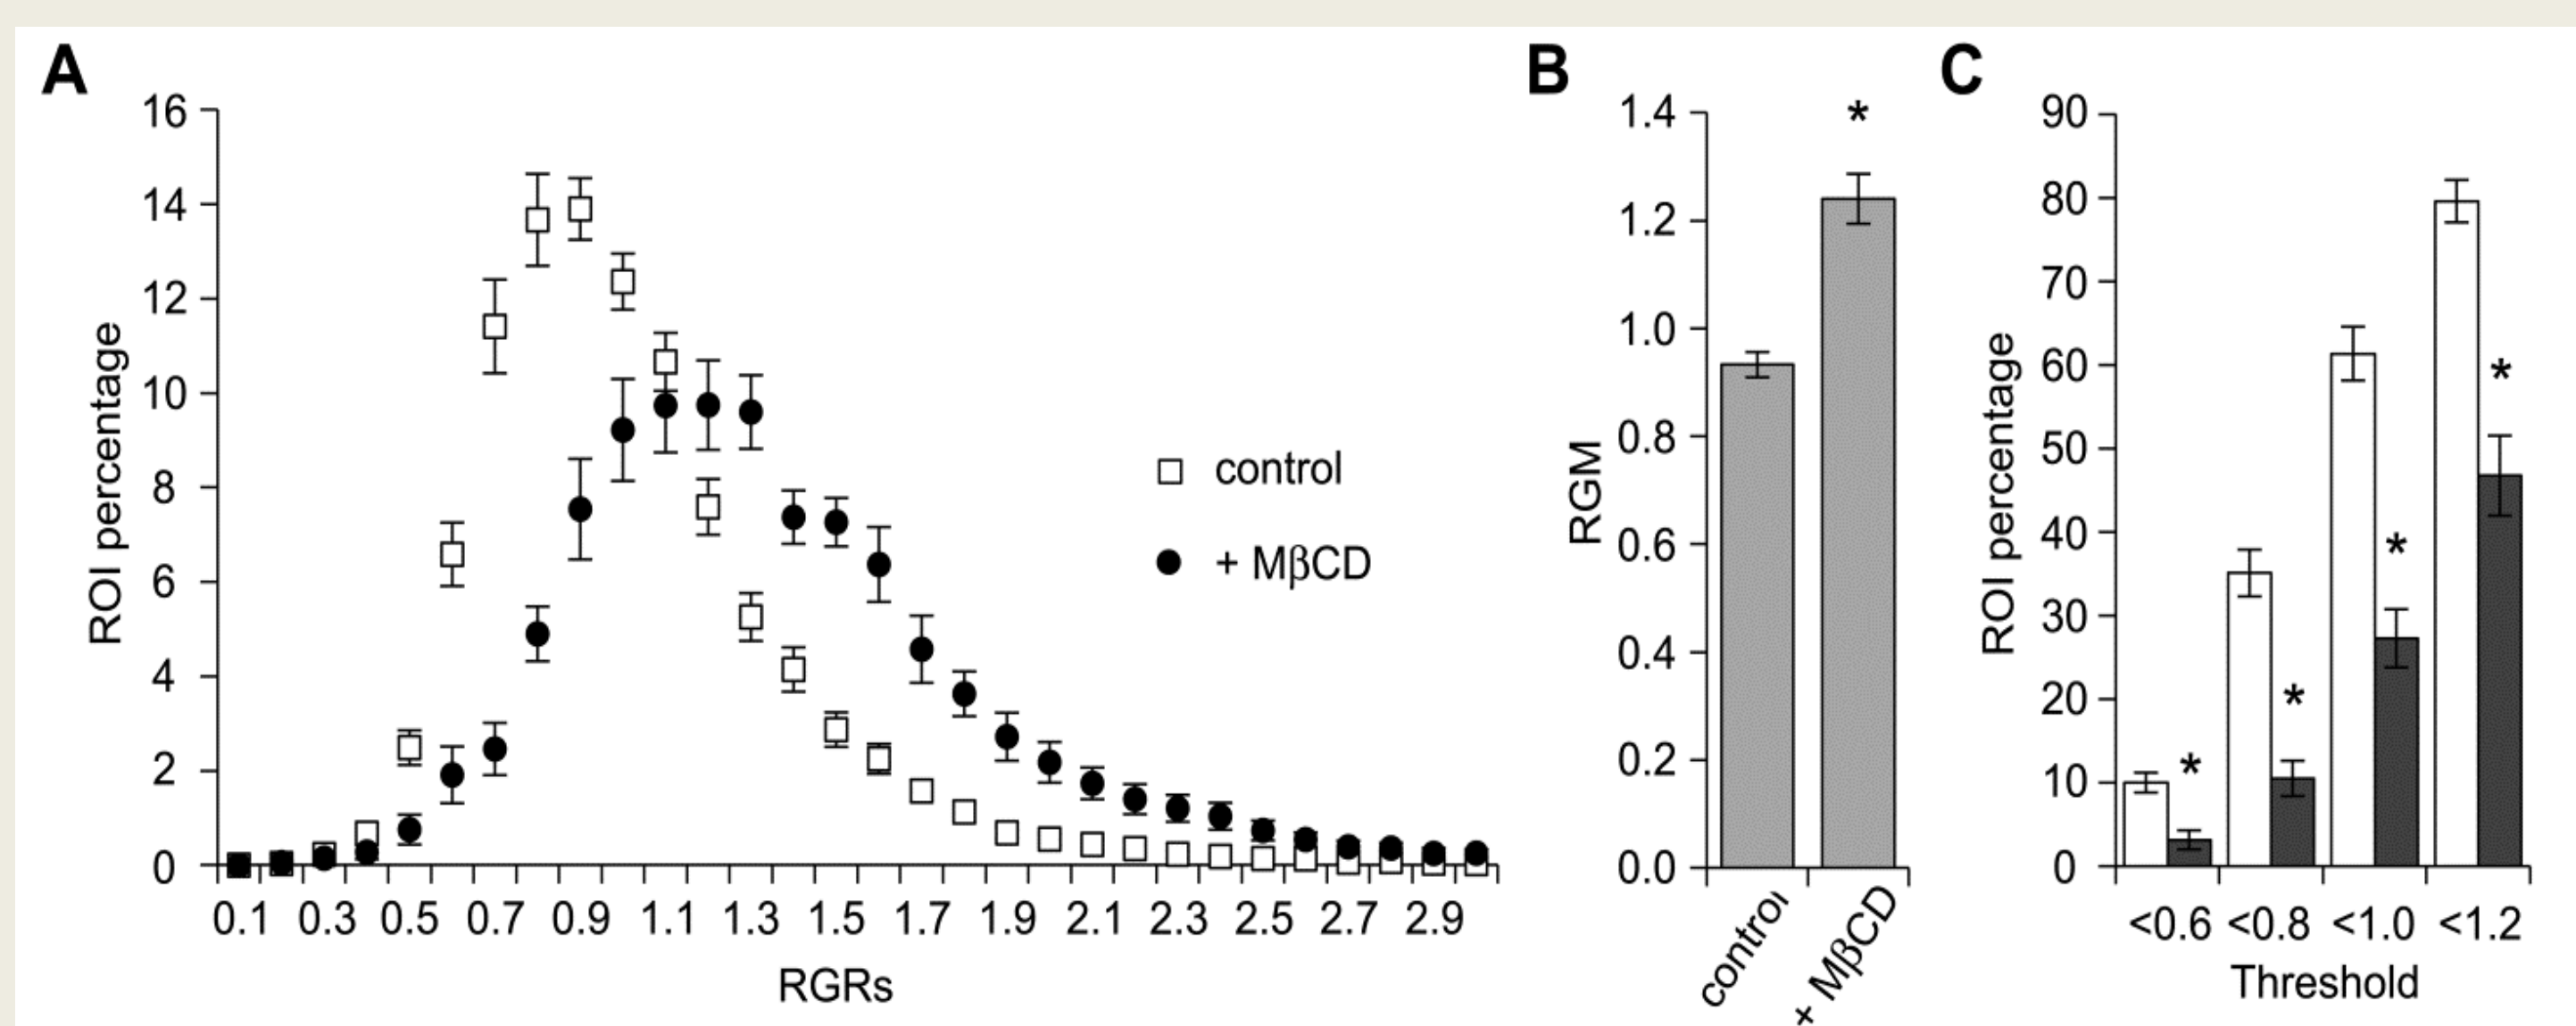 A
16
14
12
10
8
6
4
2
0
ROI percentage
0.1 0.3 0.5 0.7 0.9 1.1 1.3 1.5 1.7 1.9 2.1 2.3 2.5 2.7 2.9
RGRs
control
+ MβCD
B
1.4
1.2
1.0
0.8
0.6
0.4
0.2
0.0
RGM
*
control
+ MβCD
C
90
80
70
60
50
40
30
20
10
0
ROI percentage
*
*
*
*
<0.6 <0.8 <1.0 <1.2
Threshold